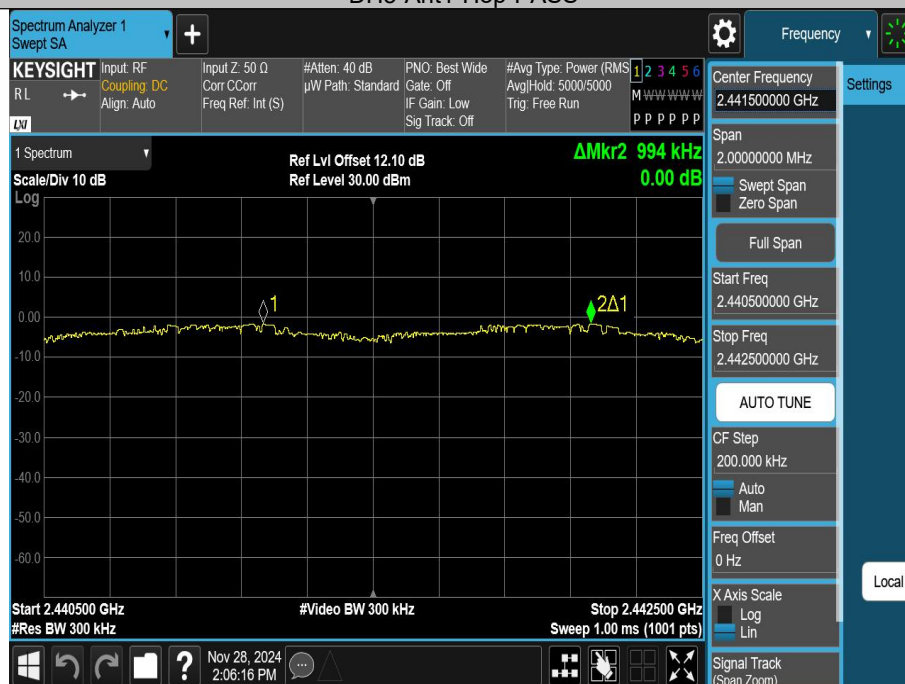 Spectrum Analyzer 1
Swept SA
Frequency
KEYSIGHT
RL
LXI
Input: RF
Coupling: DC
Align: Auto
Input Z: 50 Ω
Corr CCorr
Freq Ref: Int (S)
#Atten: 40 dB
µW Path: Standard
PNO: Best Wide
Gate: Off
IF Gain: Low
Sig Track: Off
#Avg Type: Power (RMS
Avg|Hold: 5000/5000
Trig: Free Run
1 2 3 4 5 6
M W W W W W
P P P P P P
Center Frequency
2.441500000 GHz
Settings
1 Spectrum
Scale/Div 10 dB
Log
Ref Lvl Offset 12.10 dB
Ref Level 30.00 dBm
ΔMkr2 994 kHz
0.00 dB
Span
2.00000000 MHz
Swept Span
Zero Span
Full Span
Start Freq
2.440500000 GHz
Stop Freq
2.442500000 GHz
AUTO TUNE
CF Step
200.000 kHz
Auto
Man
Freq Offset
0 Hz
X Axis Scale
Log
Lin
Signal Track
(Span Zoom)
Local
20.0
10.0
0.00
-10.0
-20.0
-30.0
-40.0
-50.0
-60.0
1
2Δ1
Start 2.440500 GHz
#Res BW 300 kHz
#Video BW 300 kHz
Stop 2.442500 GHz
Sweep 1.00 ms (1001 pts)
?
Nov 28, 2024
2:06:16 PM